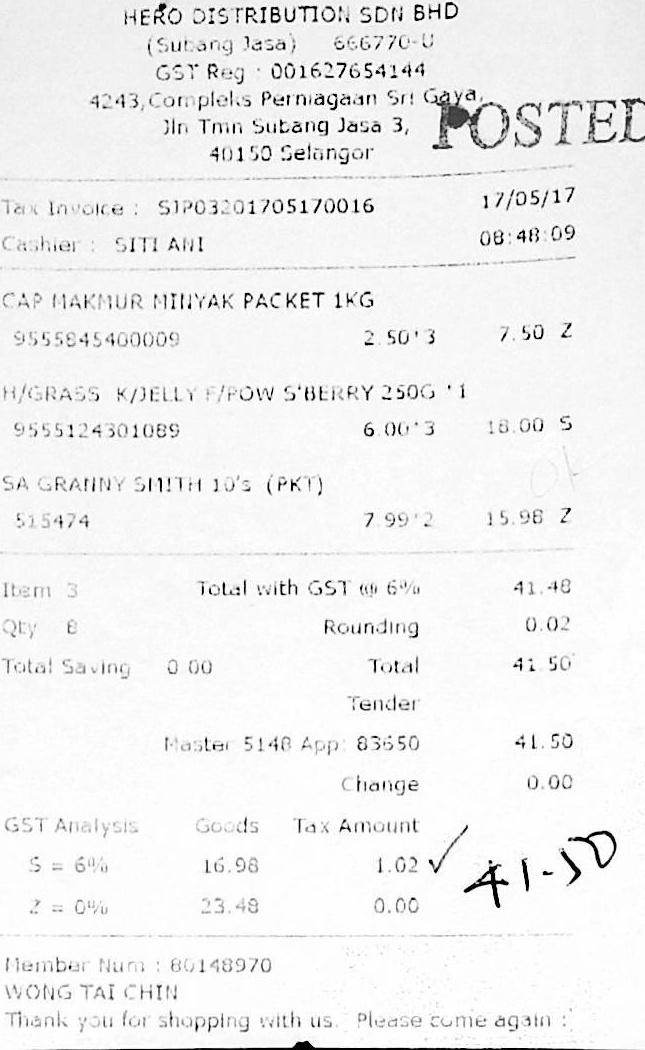 HERO DISTRIBUTION SDN BHD
(Subang Jasa) 666770-U
GST Reg : 001627654144
4243,Compleks Perniagaan Sri Gaya,
Jln Tmn Subang Jasa 3,
40150 Selangor
POSTED
Tax Invoice : SJP03201705170016 17/05/17
Cashier : SITI ANI 08:48:09
CAP MAKMUR MINYAK PACKET 1KG
9555845400009 2.50*3 7.50 Z
H/GRASS K/JELLY F/POW S'BERRY 250G *1
9555124301089 6.00*3 18.00 S
SA GRANNY SMITH 10's (PKT)
515474 7.99*2 15.98 Z
Item 3 Total with GST @ 6% 41.48
Qty 8 Rounding 0.02
Total Saving 0.00 Total 41.50
Tender
Master 5148 App: 83650 41.50
Change 0.00
GST Analysis Goods Tax Amount
S = 6% 16.98 1.02
Z = 0% 23.48 0.00
41-50
Member Num : 80148970
WONG TAI CHIN
Thank you for shopping with us. Please come again :